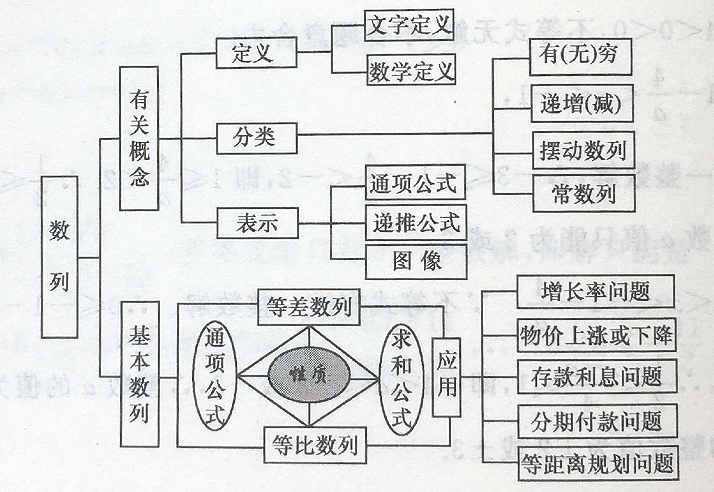 数列
有关概念
定义
文字定义
数学定义
分类
有(无)穷
递增(减)
摆动数列
常数列
表示
通项公式
递推公式
图像
基本数列
等差数列
通项公式
性质
求和公式
等比数列
应用
增长率问题
物价上涨或下降
存款利息问题
分期付款问题
等距离规划问题